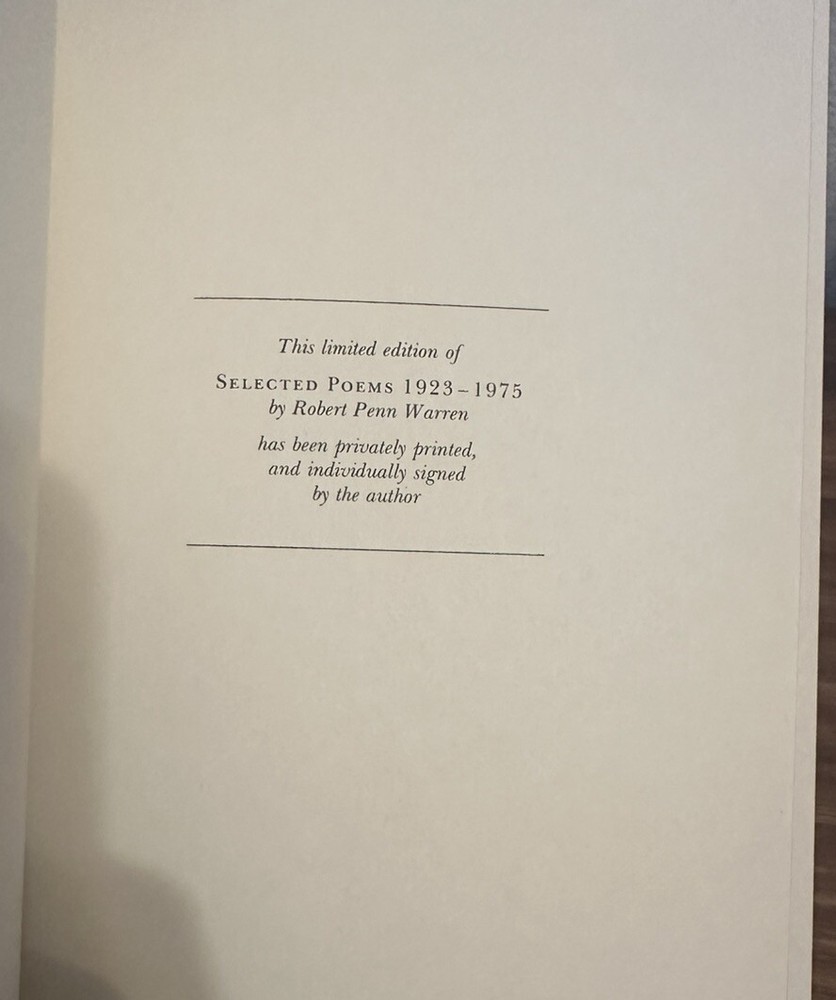 This limited edition of
SELECTED POEMS 1923–1975
by Robert Penn Warren
has been privately printed,
and individually signed
by the author